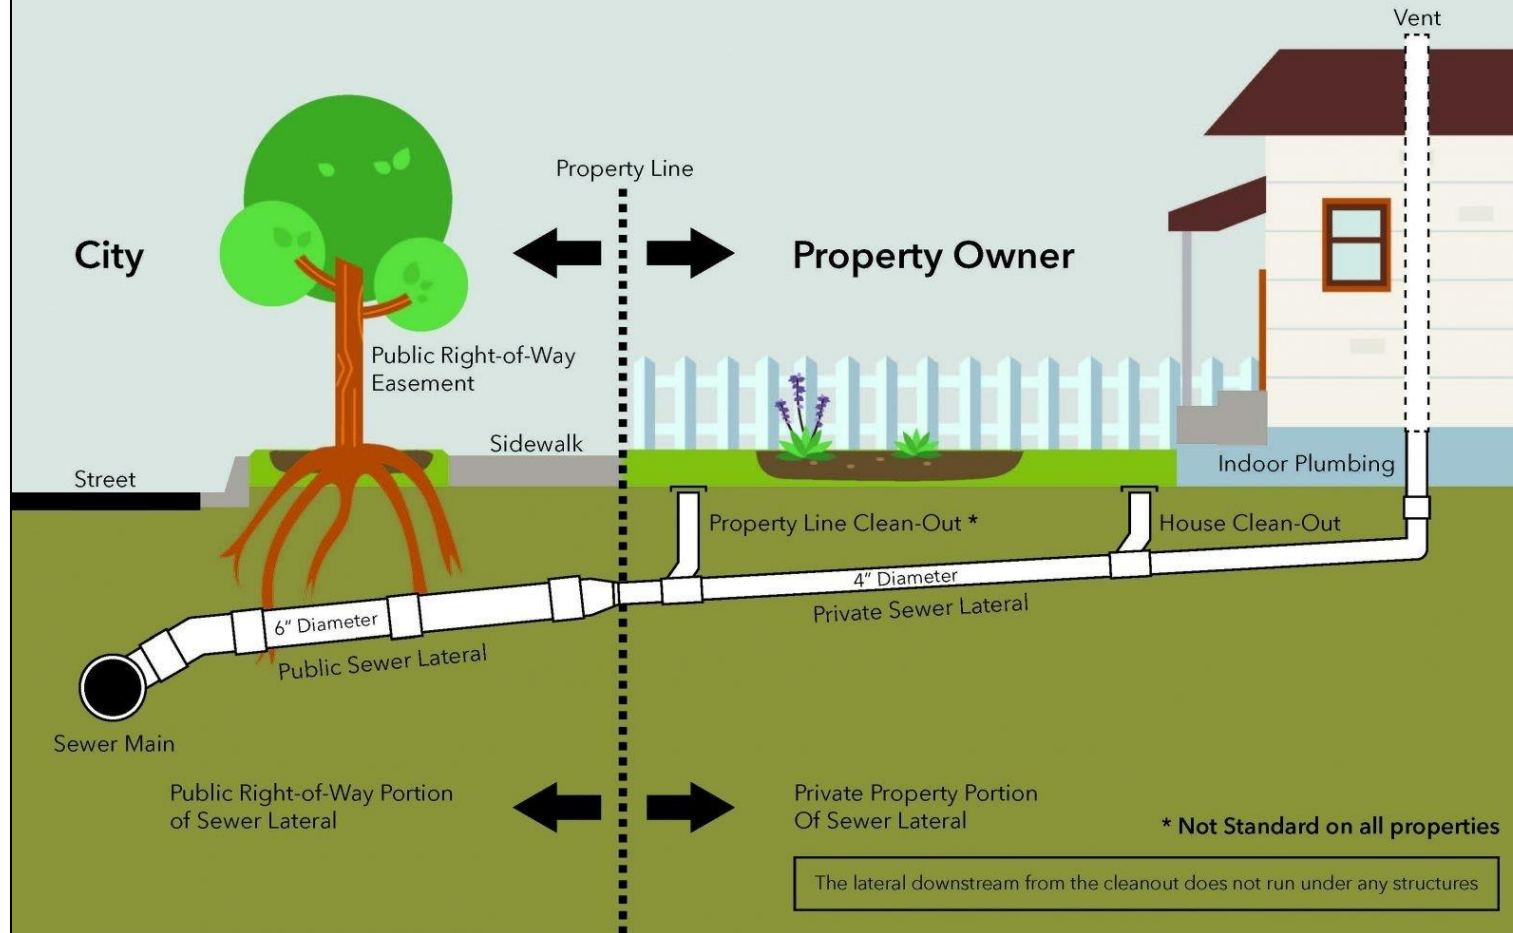 Vent
Property Line
City
Property Owner
Public Right-of-Way
Easement
Sidewalk
Street
Indoor Plumbing
Property Line Clean-Out *
House Clean-Out
4" Diameter
Private Sewer Lateral
6" Diameter
Public Sewer Lateral
Sewer Main
Public Right-of-Way Portion
of Sewer Lateral
Private Property Portion
Of Sewer Lateral
* Not Standard on all properties
The lateral downstream from the cleanout does not run under any structures